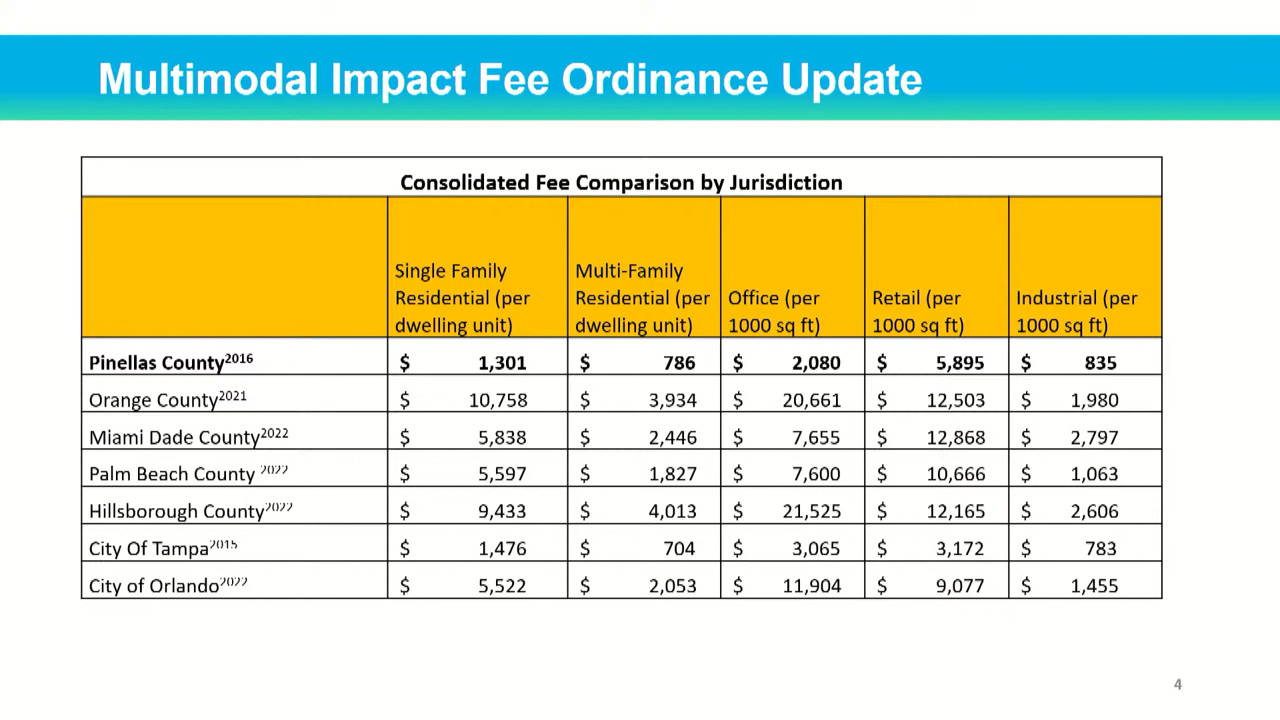 Multimodal Impact Fee Ordinance Update
Consolidated Fee Comparison by Jurisdiction
Single Family Residential (per dwelling unit) Multi-Family Residential (per dwelling unit) Office (per 1000 sq ft) Retail (per 1000 sq ft) Industrial (per 1000 sq ft)
Pinellas County2016 $ 1,301 $ 786 $ 2,080 $ 5,895 $ 835
Orange County2021 $ 10,758 $ 3,934 $ 20,661 $ 12,503 $ 1,980
Miami Dade County2022 $ 5,838 $ 2,446 $ 7,655 $ 12,868 $ 2,797
Palm Beach County 2022 $ 5,597 $ 1,827 $ 7,600 $ 10,666 $ 1,063
Hillsborough County2022 $ 9,433 $ 4,013 $ 21,525 $ 12,165 $ 2,606
City Of Tampa2015 $ 1,476 $ 704 $ 3,065 $ 3,172 $ 783
City of Orlando2022 $ 5,522 $ 2,053 $ 11,904 $ 9,077 $ 1,455
4